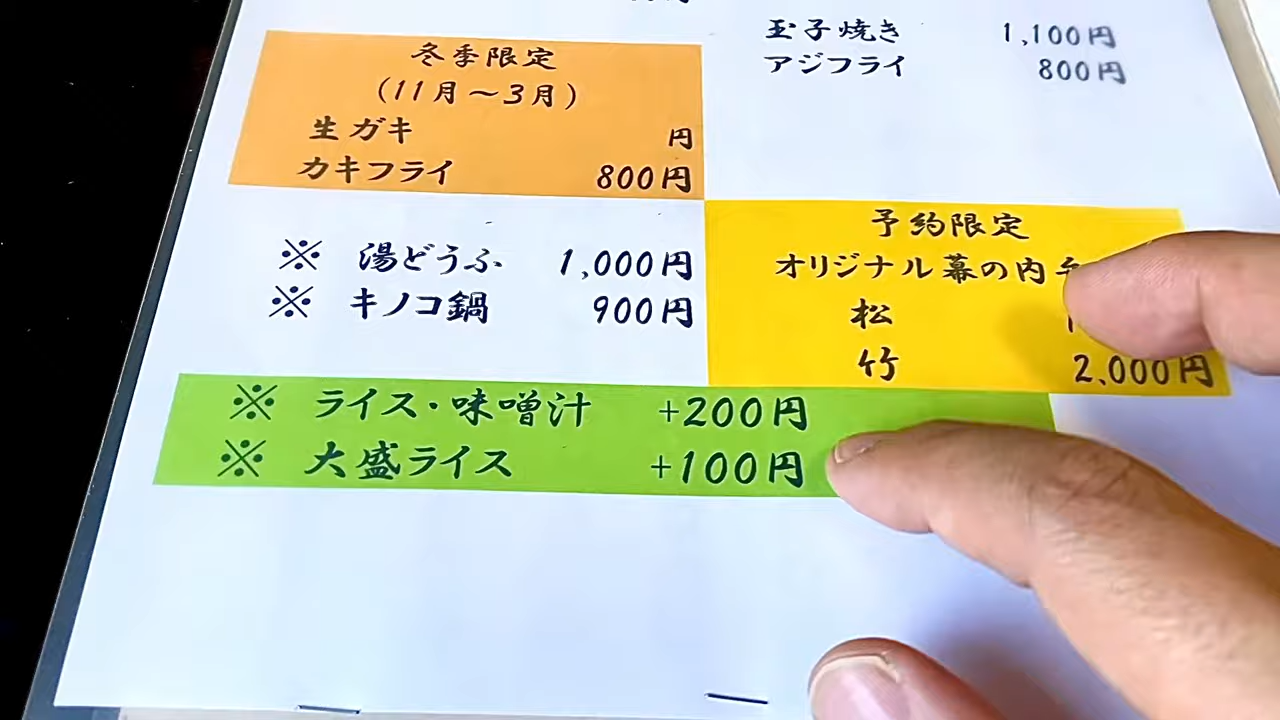 玉子焼き 1,100円
アジフライ 800円
冬季限定
(11月～3月)
生ガキ 円
カキフライ 800円
※ 湯どうふ 1,000円
※ キノコ鍋 900円
予約限定
オリジナル幕の内
松
竹 2,000円
※ ライス・味噌汁 +200円
※ 大盛ライス +100円